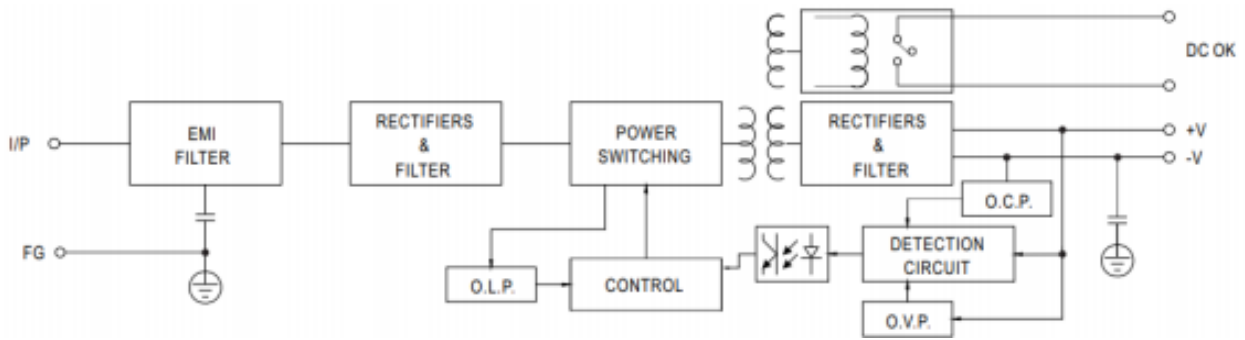 DC OK
I/P
EMI
FILTER
RECTIFIERS
&
FILTER
POWER
SWITCHING
RECTIFIERS
&
FILTER
+V
-V
O.C.P.
FG
O.L.P.
CONTROL
DETECTION
CIRCUIT
O.V.P.